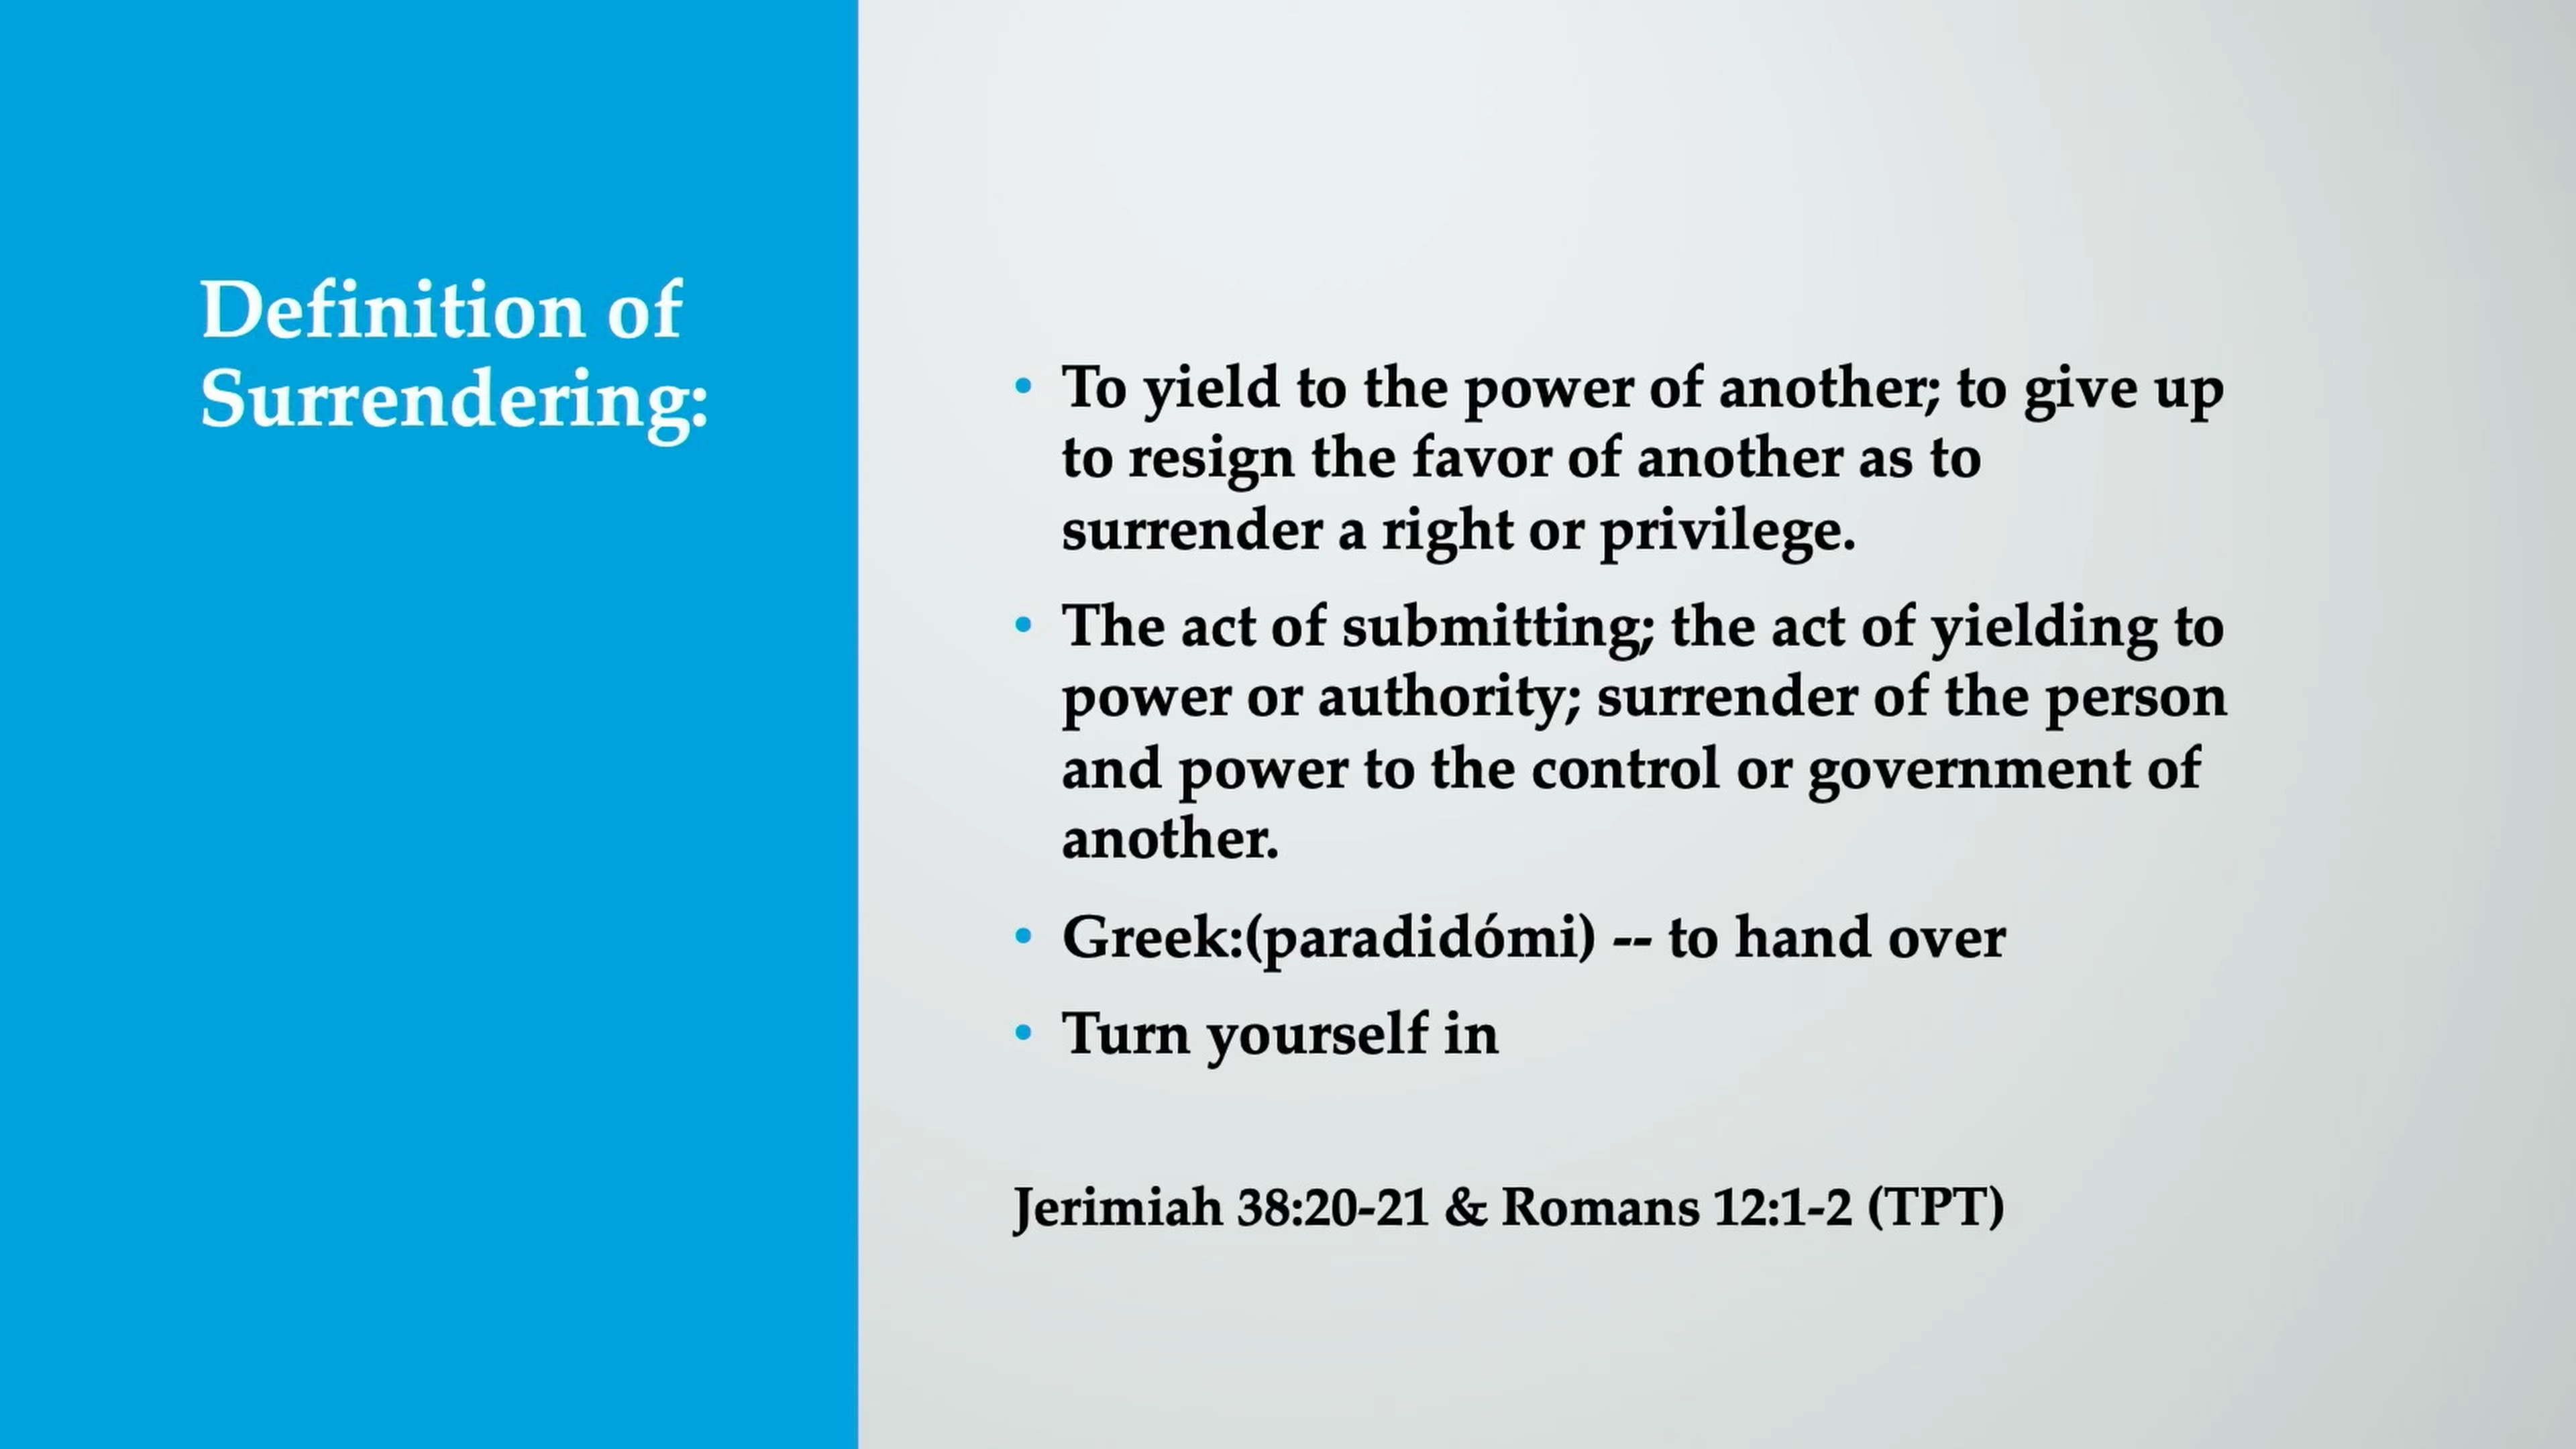 Definition of
Surrendering:
• To yield to the power of another; to give up
to resign the favor of another as to
surrender a right or privilege.
• The act of submitting; the act of yielding to
power or authority; surrender of the person
and power to the control or government of
another.
• Greek:(paradidómi) -- to hand over
• Turn yourself in
Jerimiah 38:20-21 & Romans 12:1-2 (TPT)